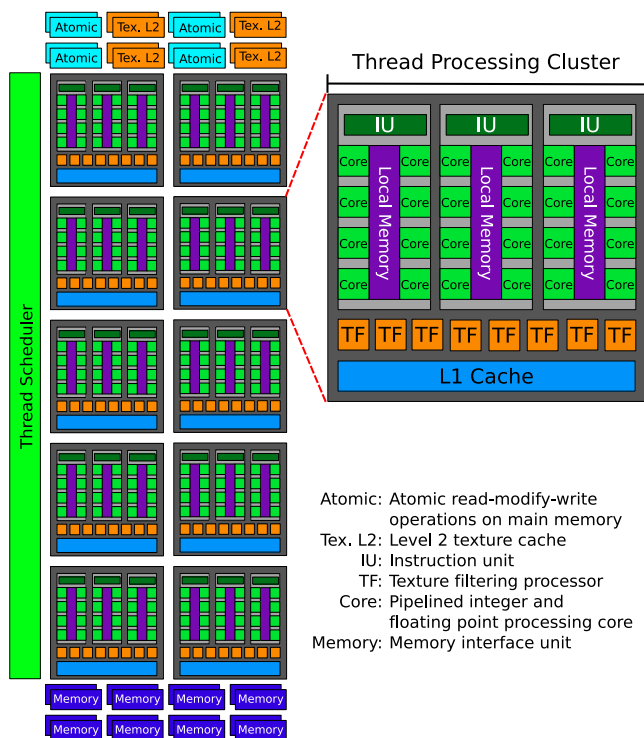 Atomic Tex. L2 Atomic Tex. L2
Atomic Tex. L2 Atomic Tex. L2
Thread Scheduler
Memory Memory Memory Memory
Memory Memory Memory Memory
Thread Processing Cluster
IU IU IU
Core Core Core Core Core Core
Core Core Core Core Core Core
Core Core Core Core Core Core
Core Core Core Core Core Core
Local Memory
Local Memory
Local Memory
TF TF TF TF TF TF TF TF
L1 Cache
Atomic: Atomic read-modify-write
operations on main memory
Tex. L2: Level 2 texture cache
IU: Instruction unit
TF: Texture filtering processor
Core: Pipelined integer and
floating point processing core
Memory: Memory interface unit